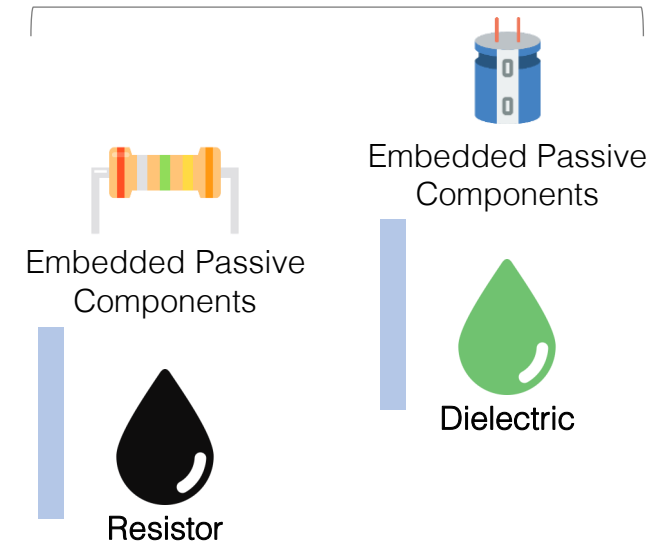 Embedded Passive
Components
Embedded Passive
Components
Dielectric
Resistor